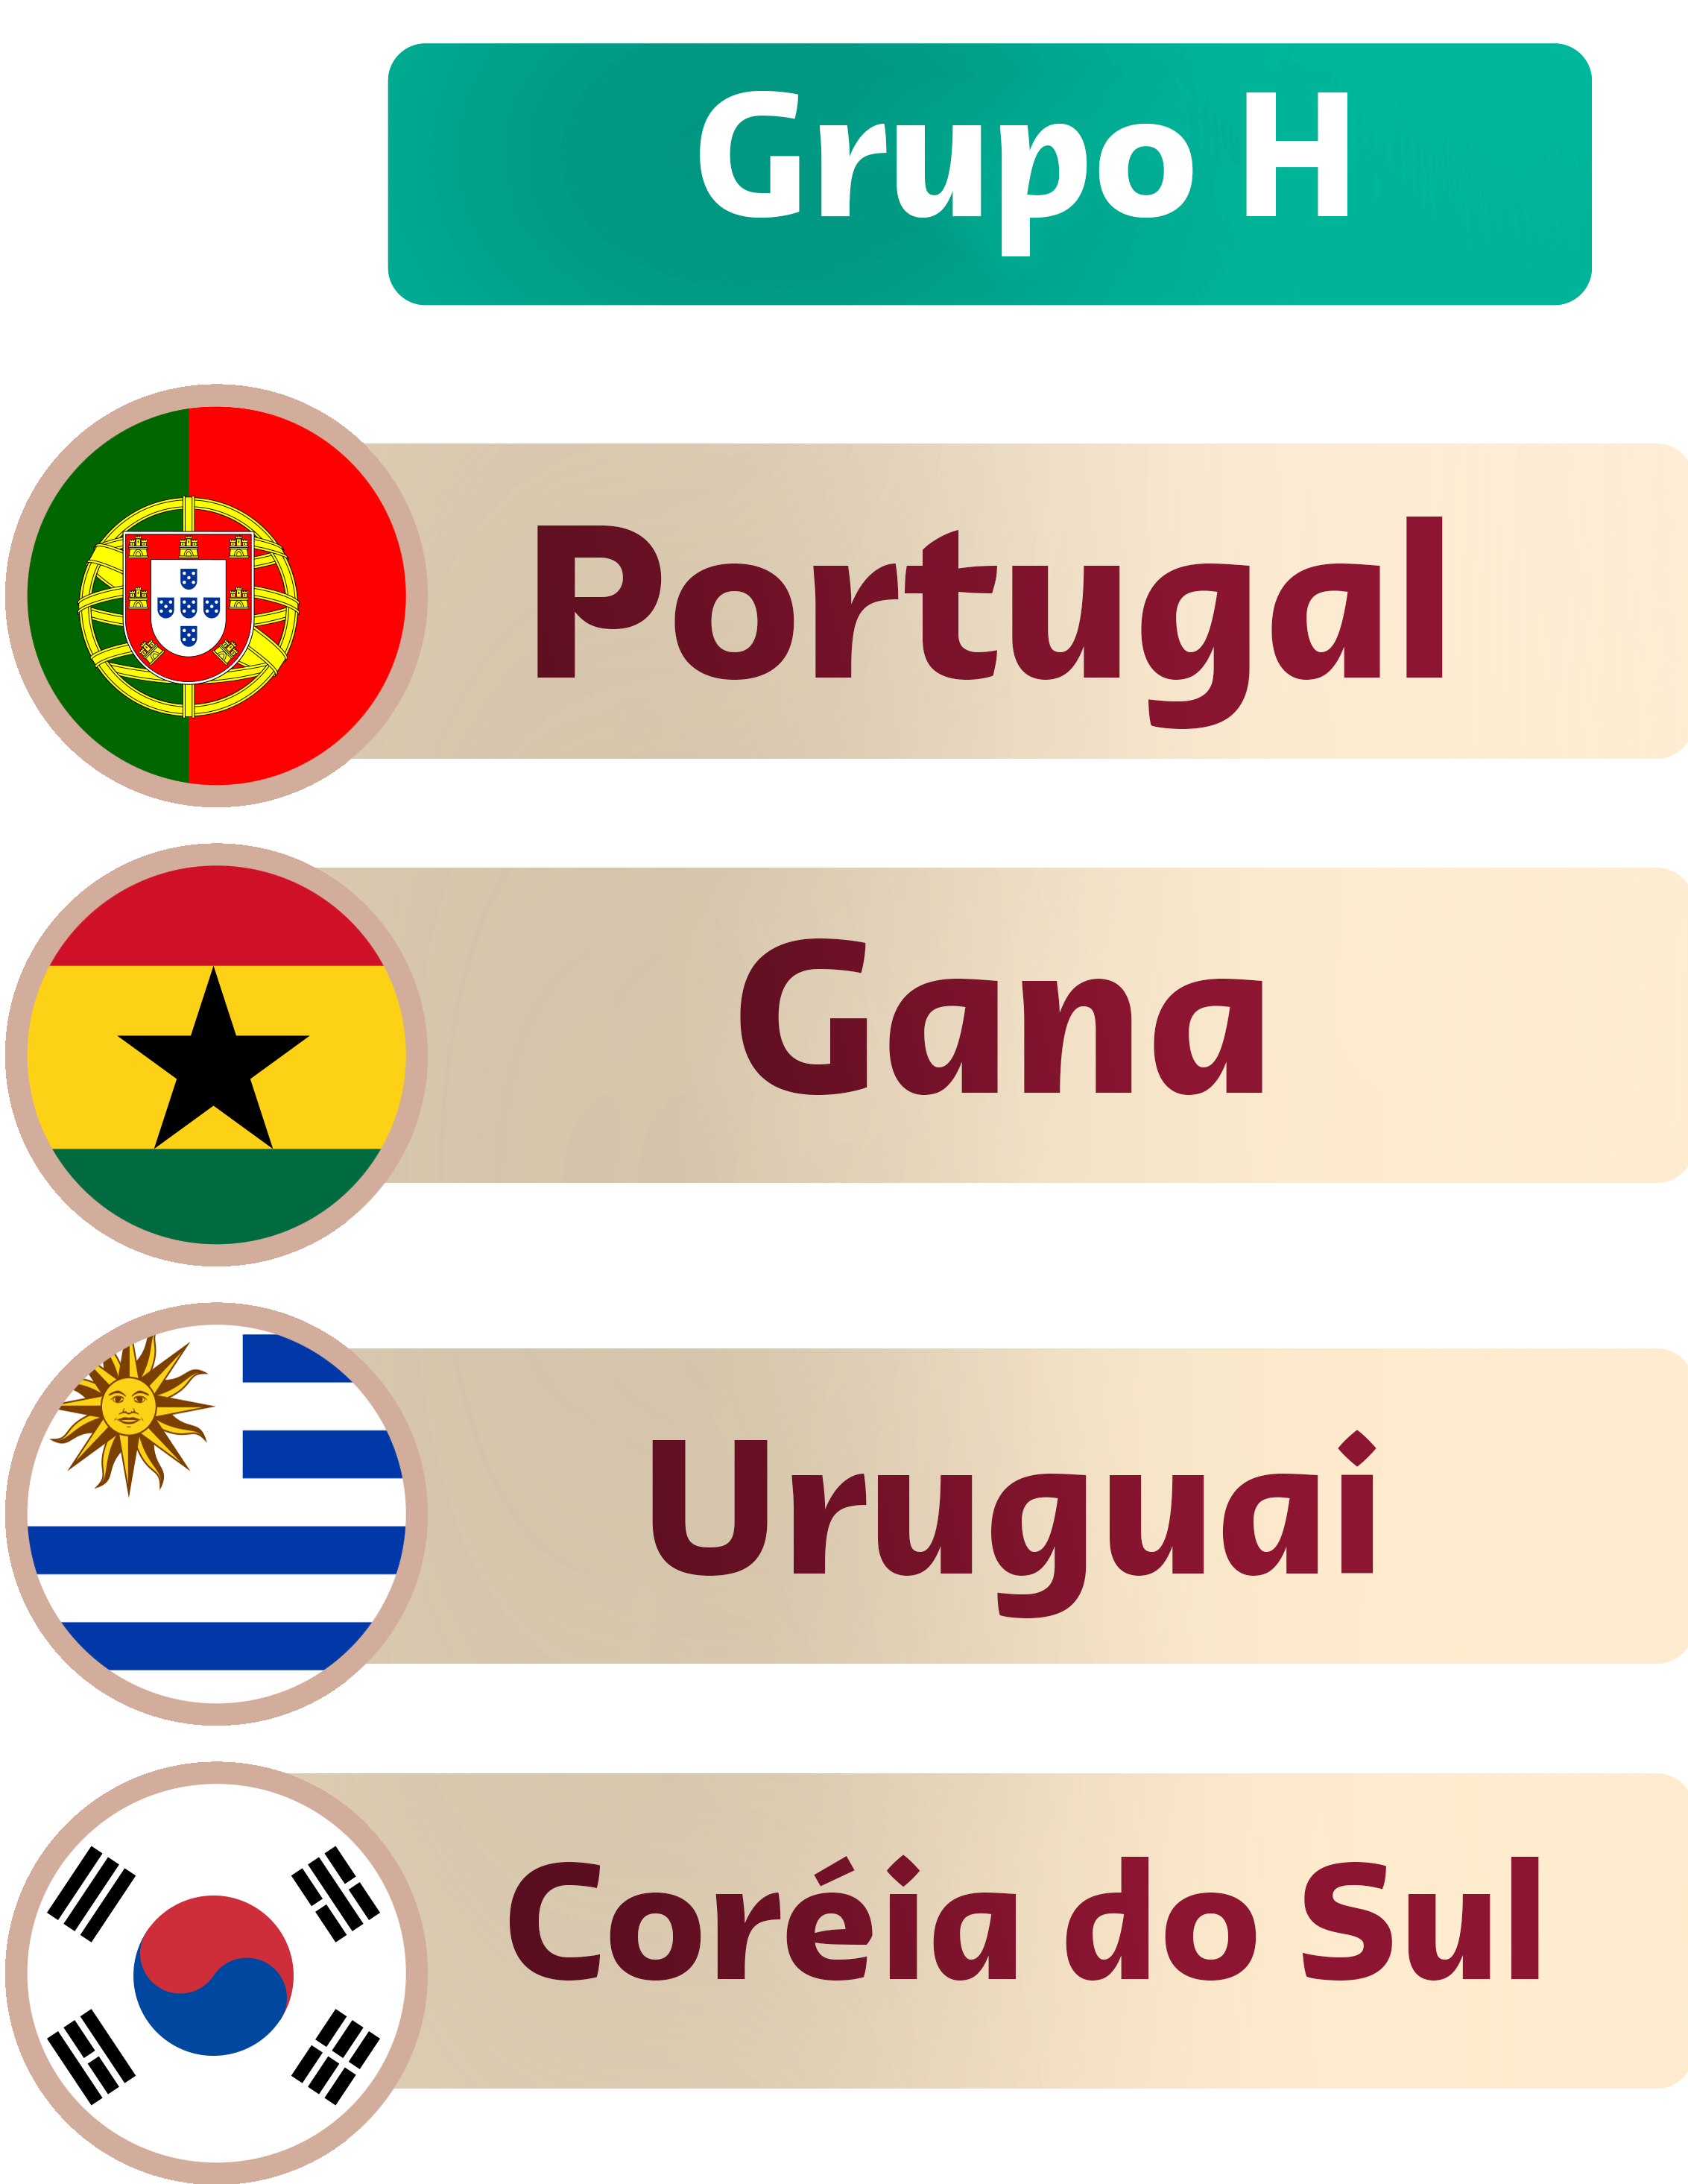 Grupo H
Portugal
Gana
Uruguai
Coréia do Sul